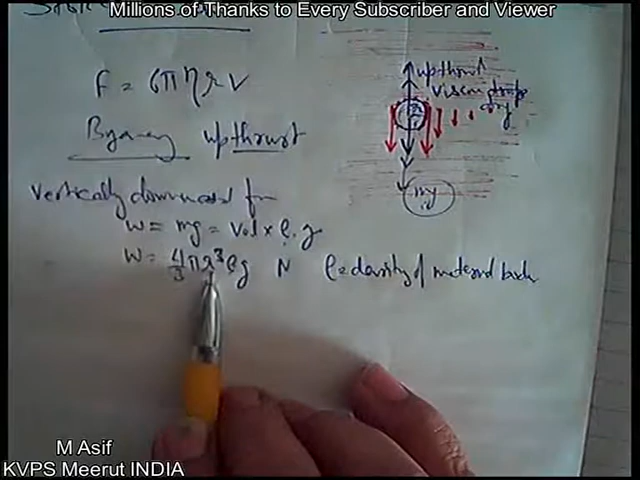 Millions of Thanks to Every Subscriber and Viewer
F = 6πηrv
upthrust
viscous drag
Buoyancy upthrust
mg
vertically downward
W = mg = Vol × ρ. g
W = 4/3 πr³ρg N ρ = density of material body
M Asif
KVPS Meerut INDIA